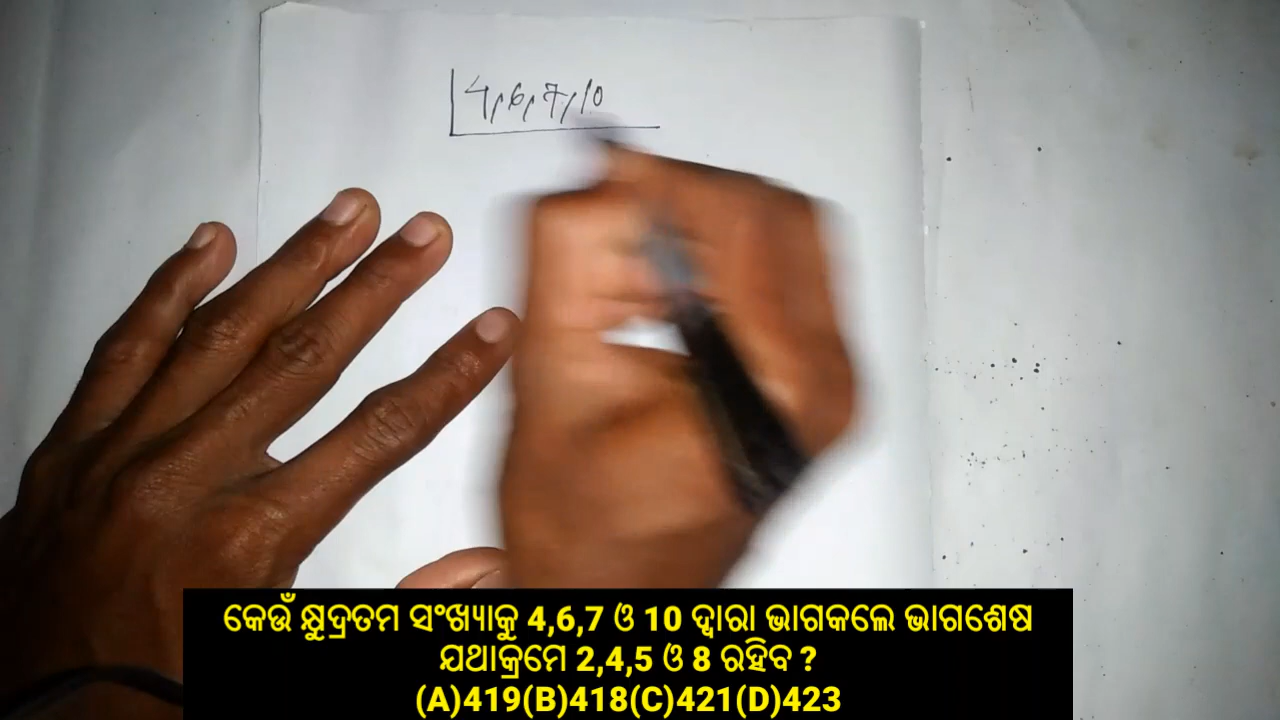 4,6,7,10
କେଉଁ କ୍ଷୁଦ୍ରତମ ସଂଖ୍ୟାକୁ 4,6,7 ଓ 10 ଦ୍ୱାରା ଭାଗକଲେ ଭାଗଶେଷ
ଯଥାକ୍ରମେ 2,4,5 ଓ 8 ରହିବ ?
(A)419(B)418(C)421(D)423